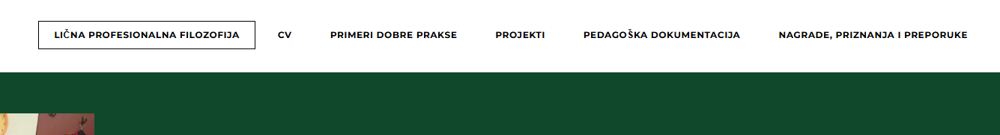 LIČNA PROFESIONALNA FILOZOFIJA CV PRIMERI DOBRE PRAKSE PROJEKTI PEDAGOŠKA DOKUMENTACIJA NAGRADE, PRIZNANJA I PREPORUKE